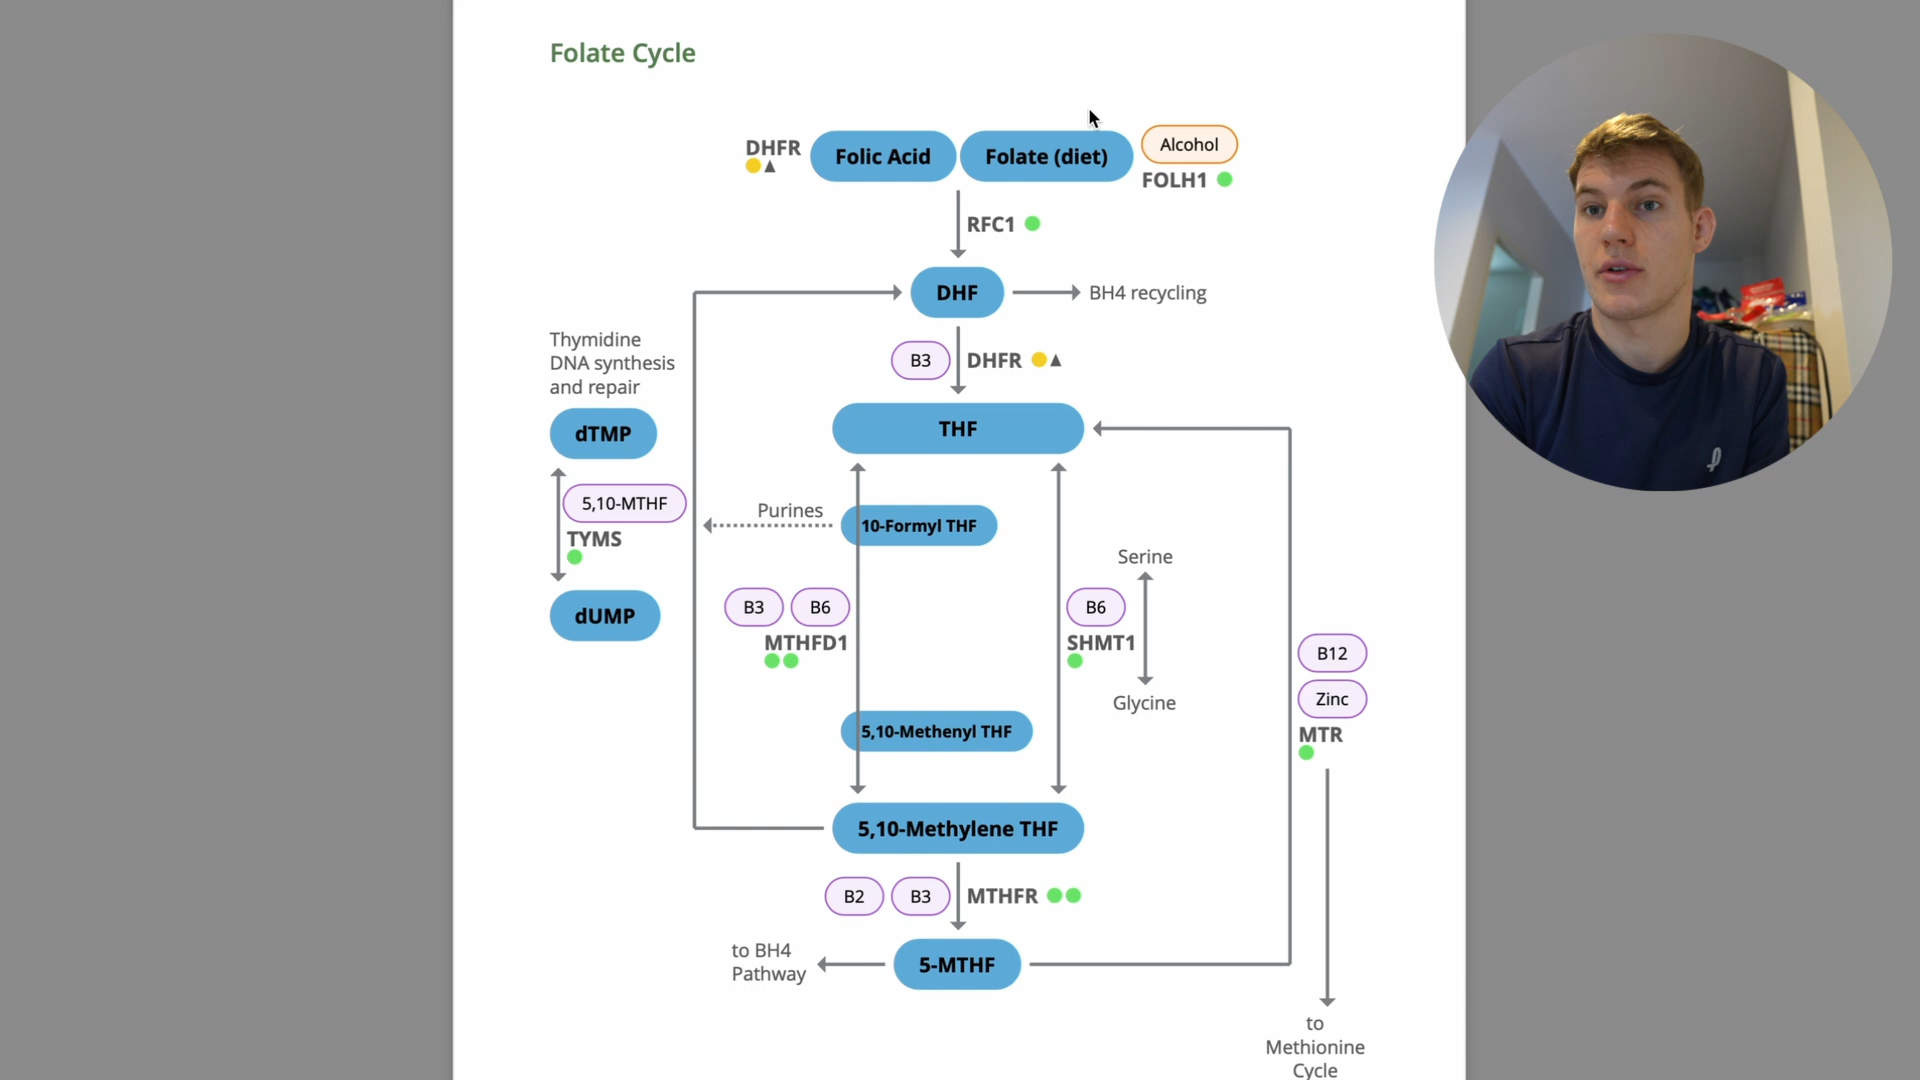 Folate Cycle
DHFR
Folic Acid
Folate (diet)
Alcohol
FOLH1
RFC1
DHF
BH4 recycling
Thymidine
DNA synthesis
and repair
B3
DHFR
dTMP
THF
5,10-MTHF
TYMS
Purines
10-Formyl THF
Serine
dUMP
B3
B6
MTHFD1
B6
SHMT1
Glycine
B12
Zinc
MTR
5,10-Methenyl THF
5,10-Methylene THF
B2
B3
MTHFR
to BH4
Pathway
5-MTHF
to
Methionine
Cycle